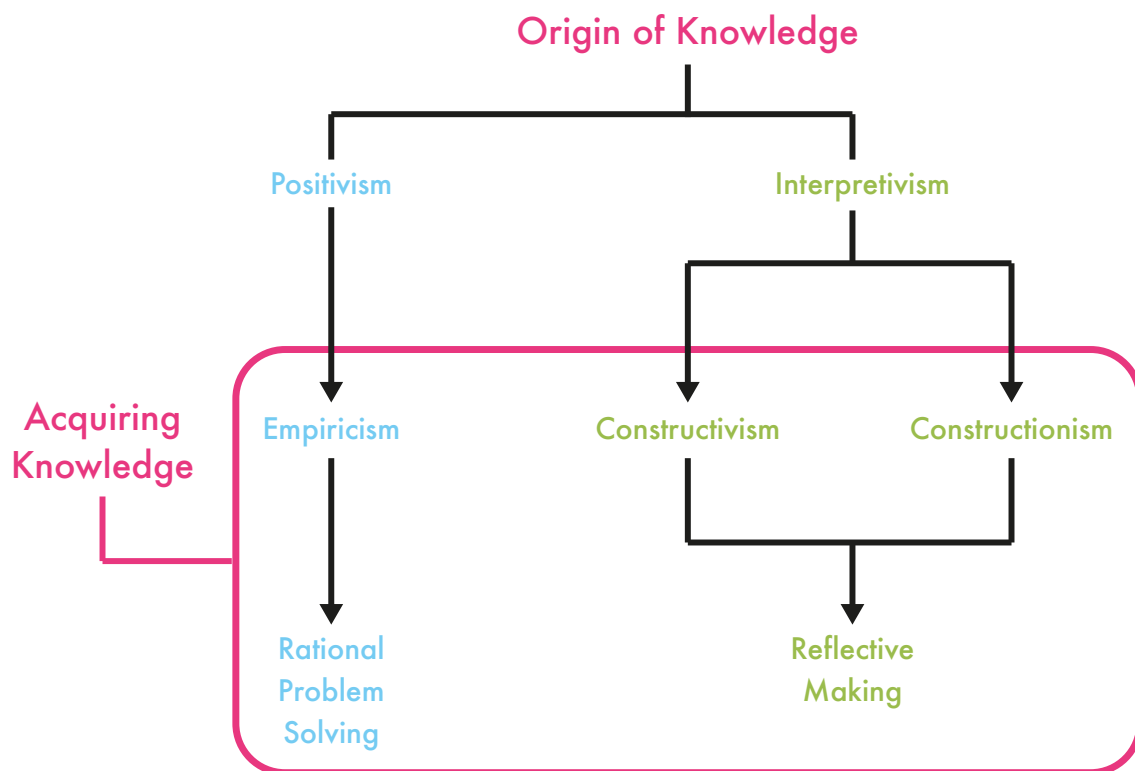 Origin of Knowledge
Positivism
Interpretivism
Acquiring
Knowledge
Empiricism
Constructivism
Constructionism
Rational
Problem
Solving
Reflective
Making